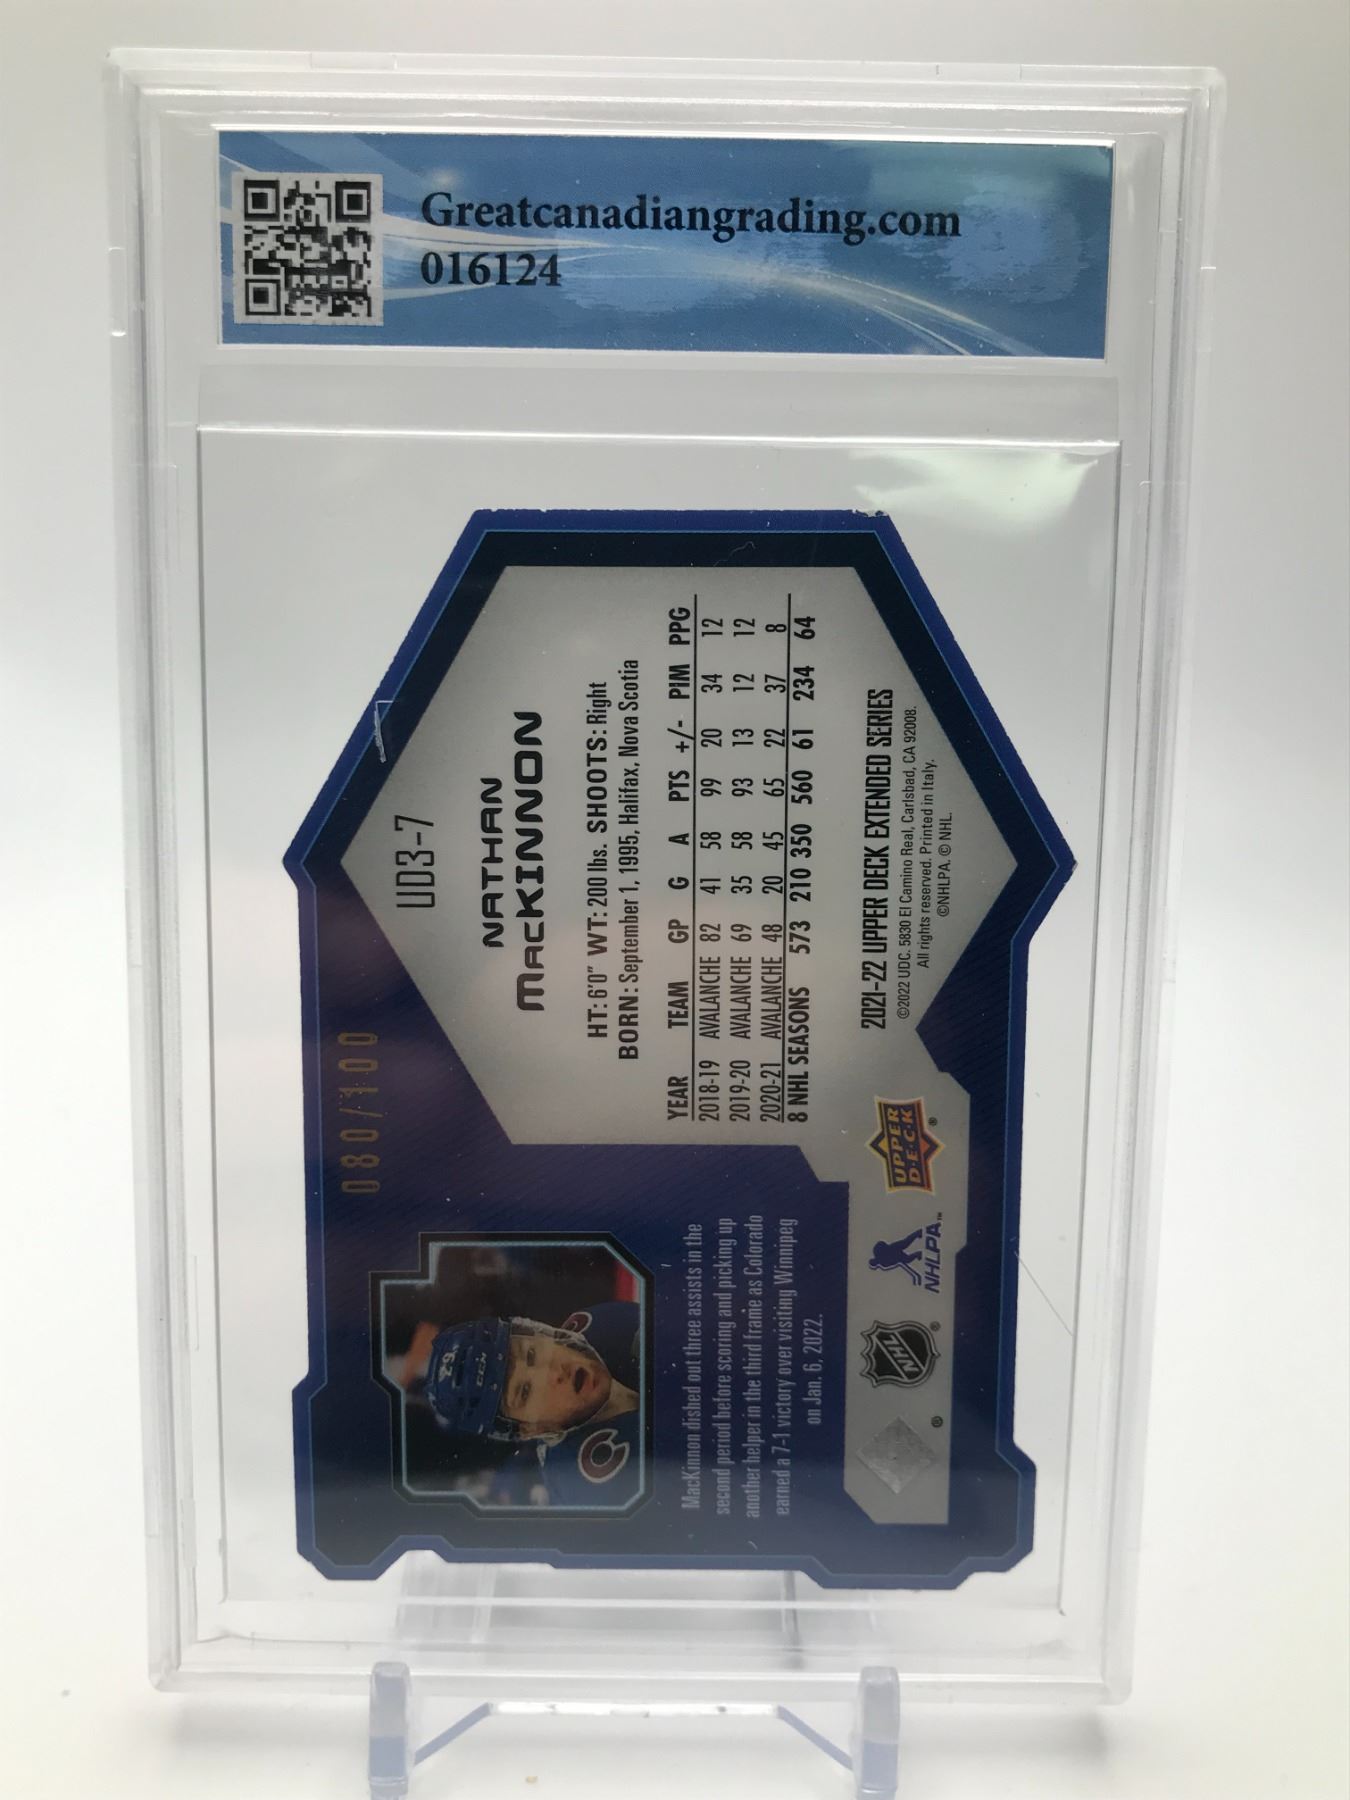 Greatcanadiangrading.com
016124
080/100
UD3-7
NATHAN
MacKINNON
HT: 6'0" WT: 200 lbs. SHOOTS: Right
BORN: September 1, 1995, Halifax, Nova Scotia
YEAR TEAM GP G A PTS +/- PIM PPG
2018-19 AVALANCHE 82 41 58 99 20 34 12
2019-20 AVALANCHE 69 35 58 93 13 12 12
2020-21 AVALANCHE 48 20 45 65 22 37 8
8 NHL SEASONS 573 210 350 560 61 234 64
2021-22 UPPER DECK EXTENDED SERIES
©2022 UDC. 5830 El Camino Real, Carlsbad, CA 92008.
All rights reserved. Printed in Italy.
©NHLPA. © NHL.
29
CCM
MacKinnon dished out three assists in the
second period before scoring and picking up
another helper in the third frame as Colorado
earned a 7-1 victory over visiting Winnipeg
on Jan. 6, 2022.
®
NHL ®
NHLPA™
UPPER
D·E·C·K ®